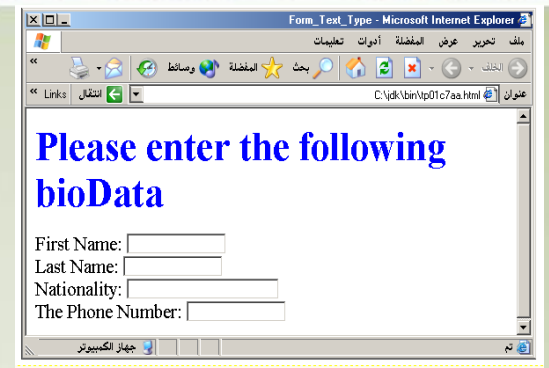 Form_Text_Type - Microsoft Internet Explorer
ملف تحرير عرض المفضلة أدوات تعليمات
الخلف بحث المفضلة وسائط »
عنوان C:\jdk\bin\tp01c7aa.html انتقال Links »
Please enter the following
bioData
First Name:
Last Name:
Nationality:
The Phone Number:
تم جهاز الكمبيوتر